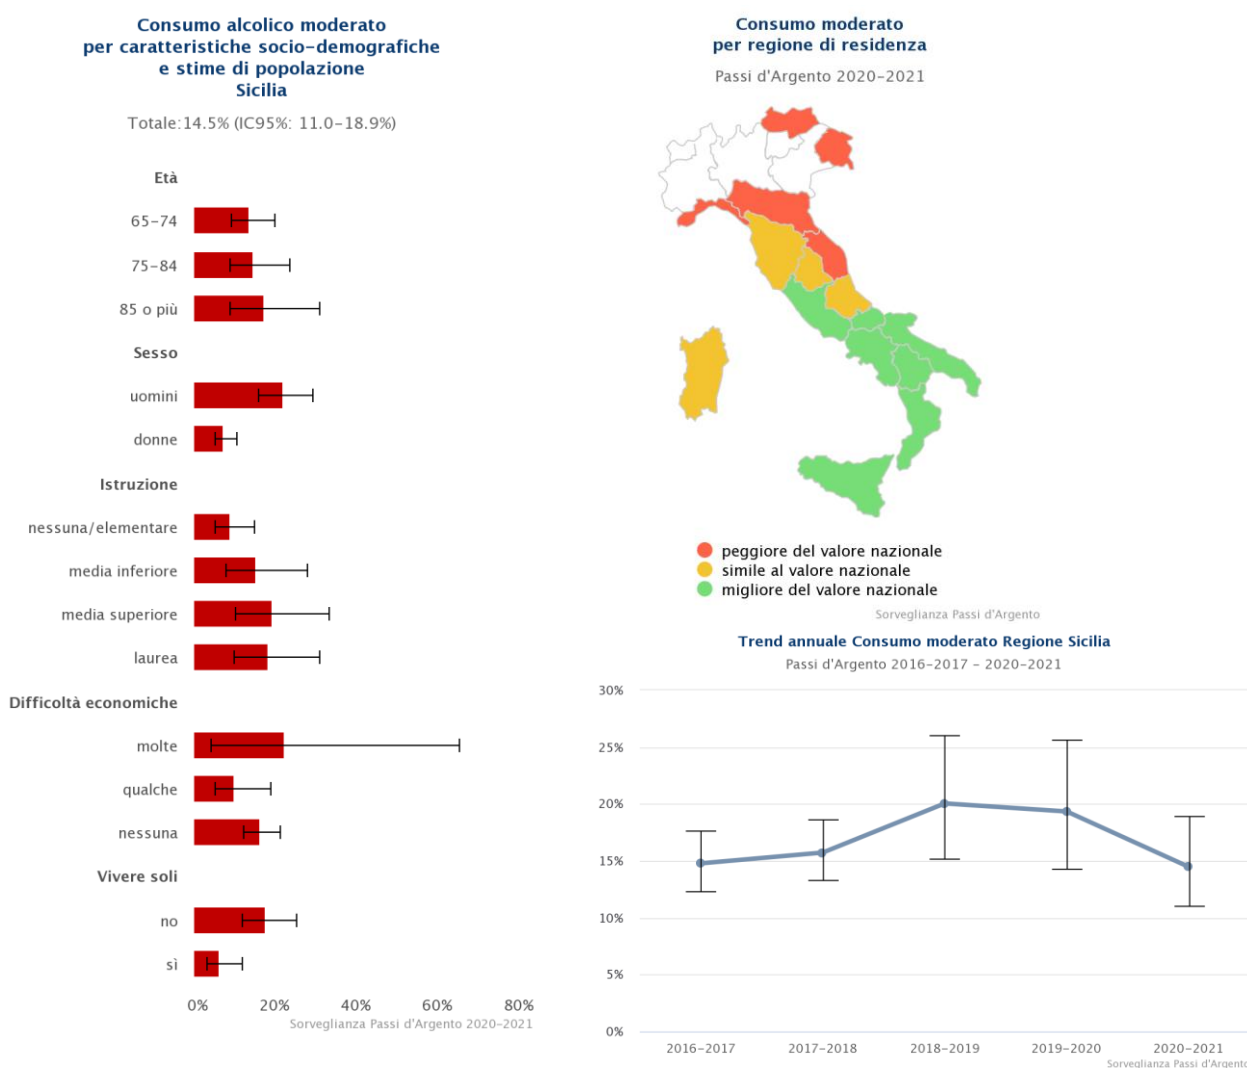 Consumo alcolico moderato
per caratteristiche socio-demografiche
e stime di popolazione
Sicilia
Totale:14.5% (IC95%: 11.0-18.9%)
Età
65-74
75-84
85 o più
Sesso
uomini
donne
Istruzione
nessuna/elementare
media inferiore
media superiore
laurea
Difficoltà economiche
molte
qualche
nessuna
Vivere soli
no
sì
0% 20% 40% 60% 80%
Sorveglianza Passi d'Argento 2020-2021
Consumo moderato
per regione di residenza
Passi d'Argento 2020-2021
peggiore del valore nazionale
simile al valore nazionale
migliore del valore nazionale
Sorveglianza Passi d'Argento
Trend annuale Consumo moderato Regione Sicilia
Passi d'Argento 2016-2017 - 2020-2021
30%
25%
20%
15%
10%
5%
0%
2016-2017 2017-2018 2018-2019 2019-2020 2020-2021
Sorveglianza Passi d'Argento